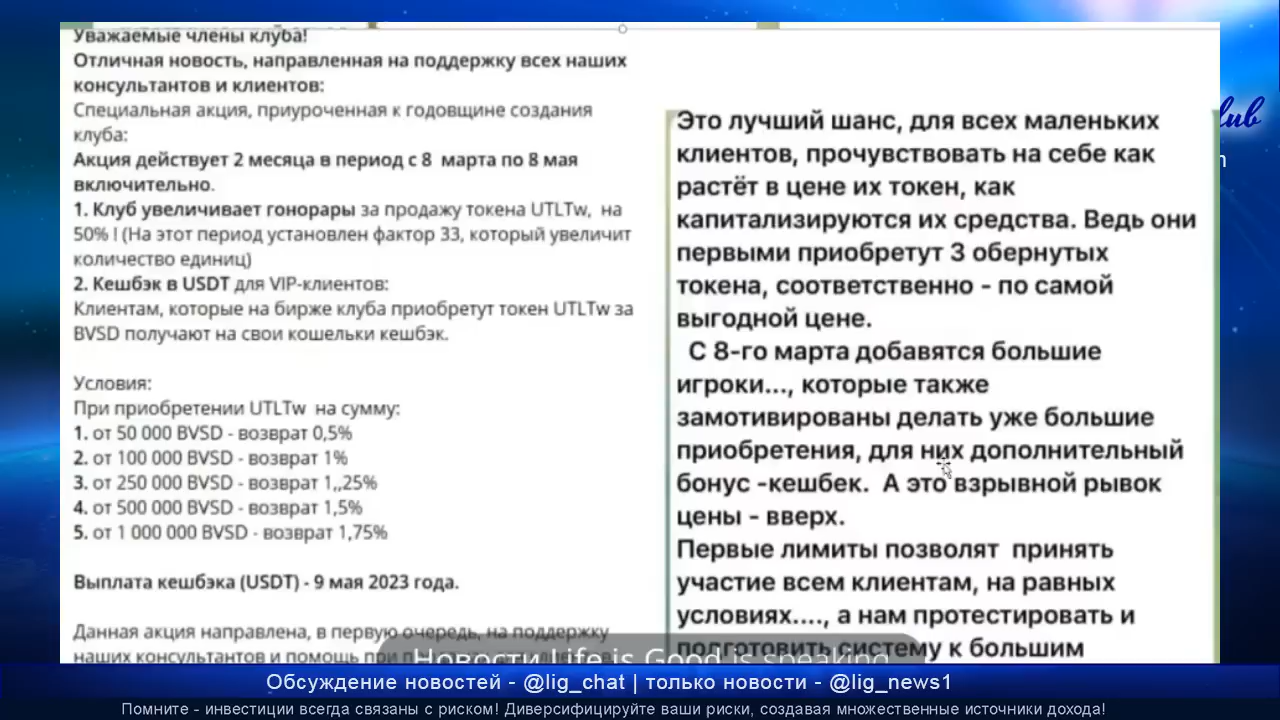 Уважаемые члены клуба!
Отличная новость, направленная на поддержку всех наших
консультантов и клиентов:
Специальная акция, приуроченная к годовщине создания
клуба:
Акция действует 2 месяца в период с 8 марта по 8 мая
включительно.
1. Клуб увеличивает гонорары за продажу токена UTLTw, на
50% ! (На этот период установлен фактор 33, который увеличит
количество единиц)
2. Кешбэк в USDT для VIP-клиентов:
Клиентам, которые на бирже клуба приобретут токен UTLTw за
BVSD получают на свои кошельки кешбэк.
Условия:
При приобретении UTLTw на сумму:
1. от 50 000 BVSD - возврат 0,5%
2. от 100 000 BVSD - возврат 1%
3. от 250 000 BVSD - возврат 1,,25%
4. от 500 000 BVSD - возврат 1,5%
5. от 1 000 000 BVSD - возврат 1,75%
Выплата кешбэка (USDT) - 9 мая 2023 года.
Данная акция направлена, в первую очередь, на поддержку
наших консультантов и помощь при
Это лучший шанс, для всех маленьких
клиентов, прочувствовать на себе как
растёт в цене их токен, как
капитализируются их средства. Ведь они
первыми приобретут 3 обернутых
токена, соответственно - по самой
выгодной цене.
С 8-го марта добавятся большие
игроки..., которые также
замотивированы делать уже большие
приобретения, для них дополнительный
бонус -кешбек. А это взрывной рывок
цены - вверх.
Первые лимиты позволят принять
участие всем клиентам, на равных
условиях...., а нам протестировать и
подготовить систему к большим
lub
Новости Life is Good is speaking
Обсуждение новостей - @lig_chat | только новости - @lig_news1
Помните - инвестиции всегда связаны с риском! Диверсифицируйте ваши риски, создавая множественные источники дохода!